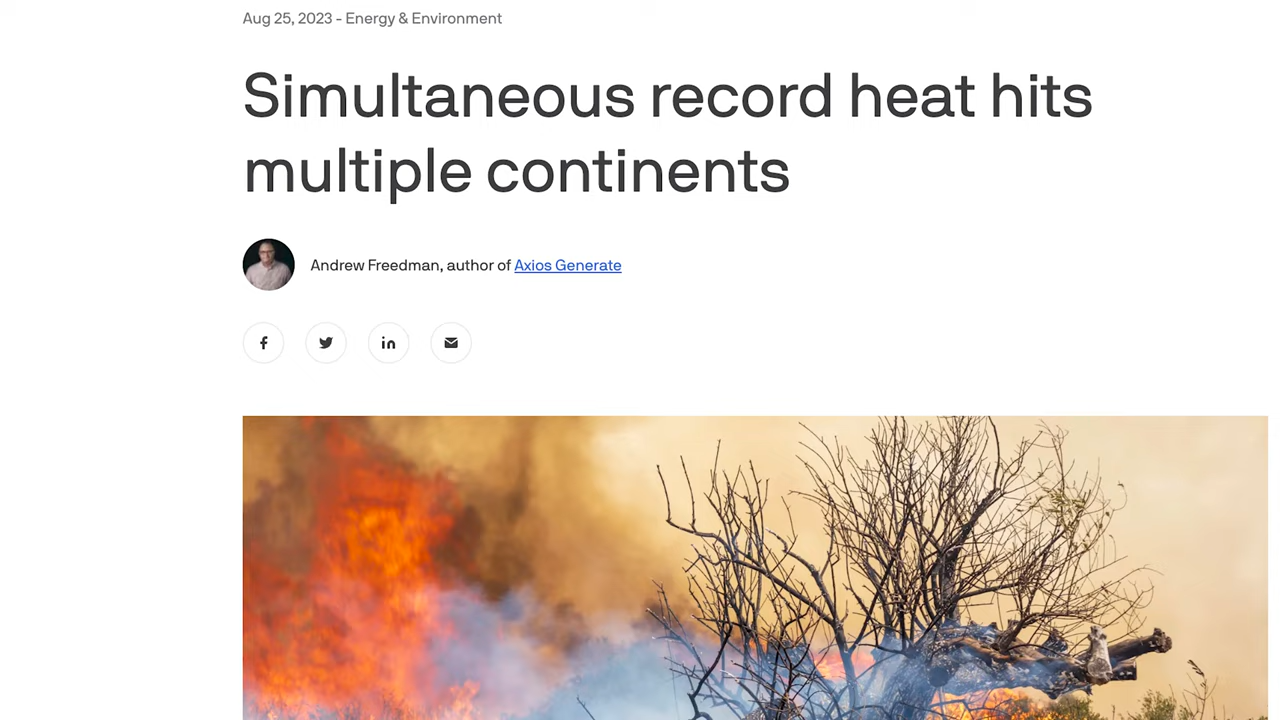 Aug 25, 2023 - Energy & Environment
Simultaneous record heat hits
multiple continents
Andrew Freedman, author of Axios Generate